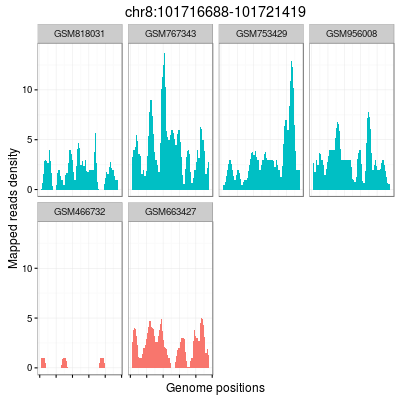 chr8:101716688-101721419
GSM818031 GSM767343 GSM753429 GSM956008
10
5
0
GSM466732 GSM663427
10
5
0
Mapped reads density
Genome positions